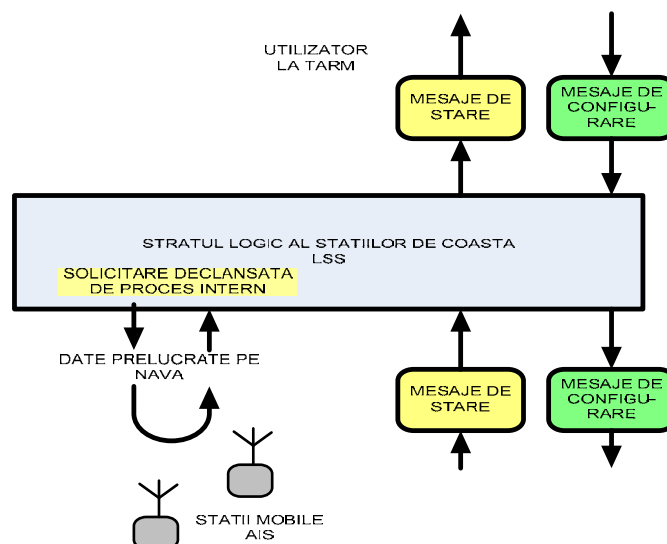 UTILIZATOR
LA TARM
MESAJE DE
STARE
MESAJE DE
CONFIGU-
RARE
STRATUL LOGIC AL STATIILOR DE COASTA
LSS
SOLICITARE DECLANSATA
DE PROCES INTERN
DATE PRELUCRATE PE
NAVA
MESAJE DE
STARE
MESAJE DE
CONFIGU-
RARE
STATII MOBILE
AIS